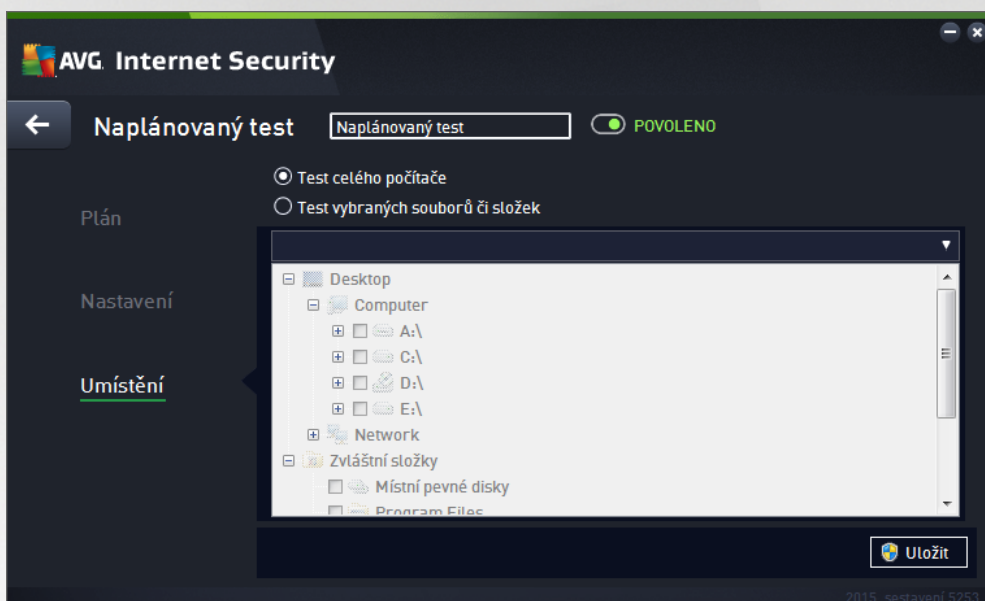 AVG. Internet Security
Naplánovaný test
Naplánovaný test
POVOLENO
Test celého počítače
Test vybraných souborů či složek
Plán
Nastavení
Umístění
Desktop
Computer
A:\
C:\
D:\
E:\
Network
Zvláštní složky
Místní pevné disky
Program Files
Uložit
2015, sestavení 5253